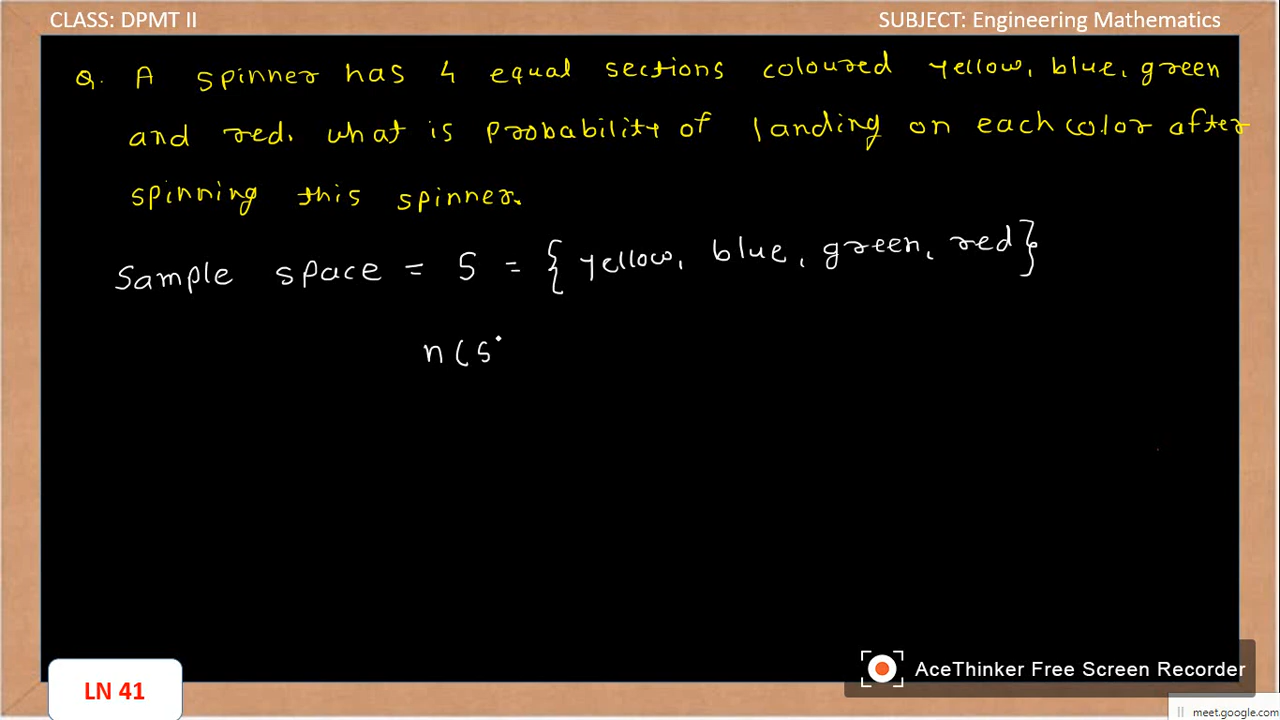 CLASS: DPMT II
SUBJECT: Engineering Mathematics
Q. A spinner has 4 equal sections coloured yellow, blue, green
and red. what is probability of landing on each color after
spinning this spinner.
Sample space = S = { yellow, blue, green, red }
n(S
LN 41
AceThinker Free Screen Recorder
meet.google.com